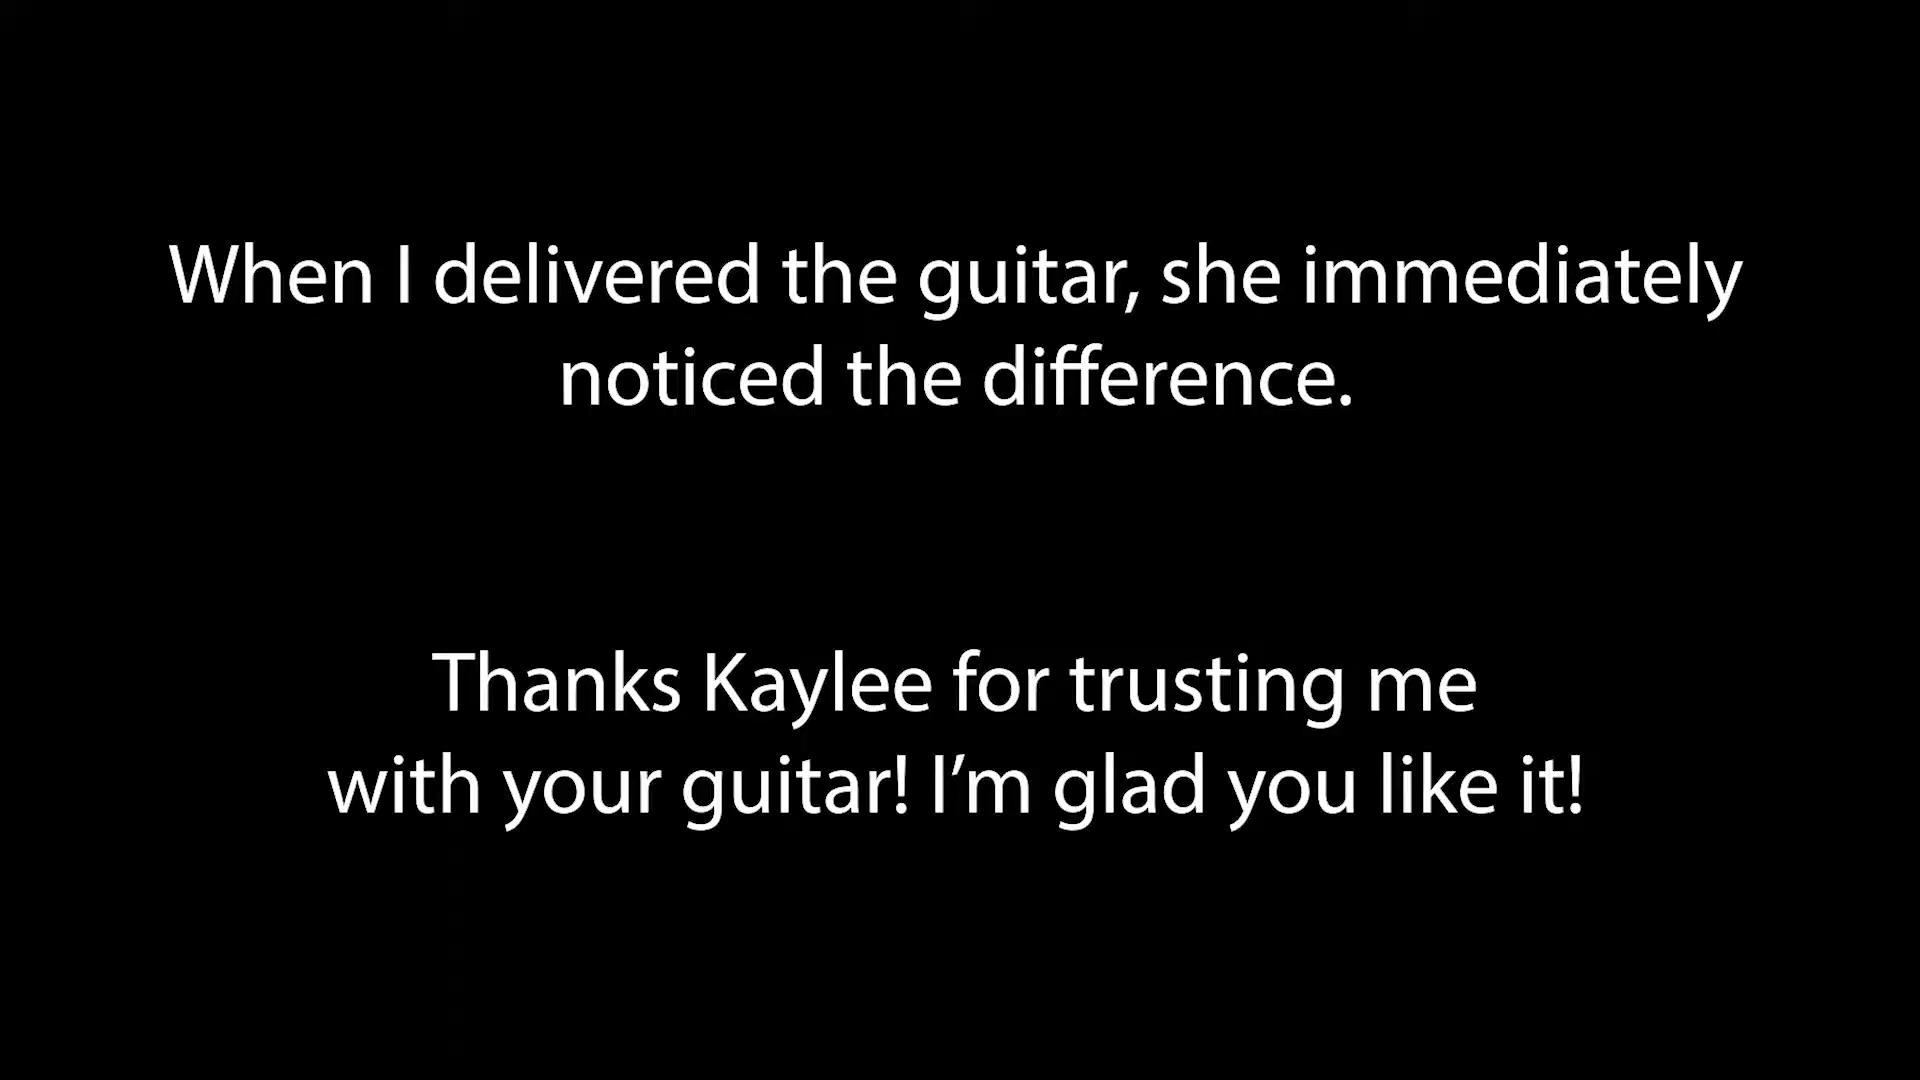 When I delivered the guitar, she immediately
noticed the difference.
Thanks Kaylee for trusting me
with your guitar! I’m glad you like it!